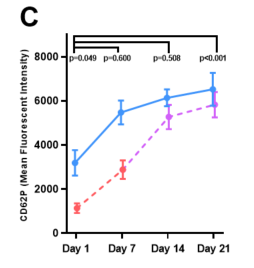 C
p=0.049 p=0.600 p=0.508 p<0.001
CD62P (Mean Fluorescent Intensity)
8000
6000
4000
2000
0
Day 1 Day 7 Day 14 Day 21